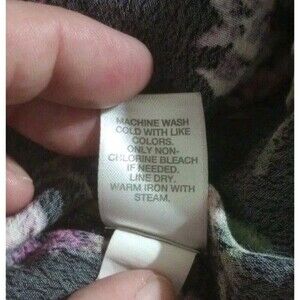 MACHINE WASH
COLD WITH LIKE
COLORS.
ONLY NON-
CHLORINE BLEACH
IF NEEDED.
LINE DRY.
WARM IRON WITH
STEAM.